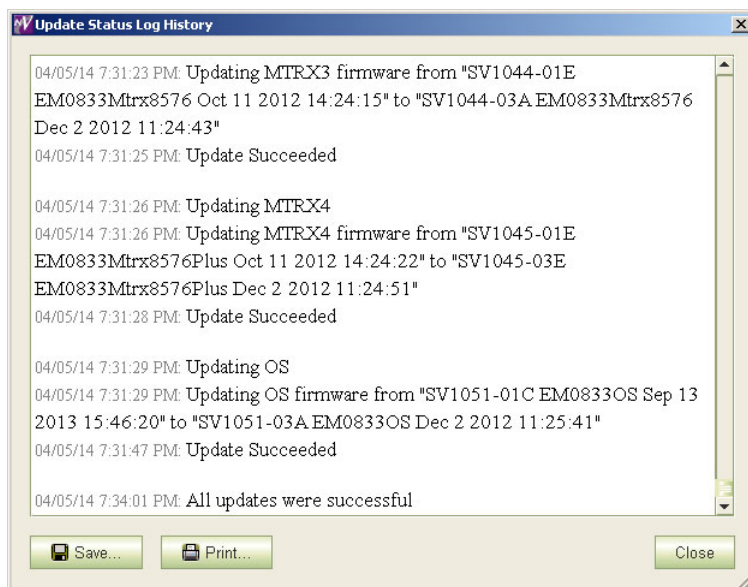 Update Status Log History
04/05/14 7:31:23 PM: Updating MTRX3 firmware from "SV1044-01E
EM0833Mtrx8576 Oct 11 2012 14:24:15" to "SV1044-03A EM0833Mtrx8576
Dec 2 2012 11:24:43"
04/05/14 7:31:25 PM: Update Succeeded
04/05/14 7:31:26 PM: Updating MTRX4
04/05/14 7:31:26 PM: Updating MTRX4 firmware from "SV1045-01E
EM0833Mtrx8576Plus Oct 11 2012 14:24:22" to "SV1045-03E
EM0833Mtrx8576Plus Dec 2 2012 11:24:51"
04/05/14 7:31:28 PM: Update Succeeded
04/05/14 7:31:29 PM: Updating OS
04/05/14 7:31:29 PM: Updating OS firmware from "SV1051-01C EM0833OS Sep 13
2013 15:46:20" to "SV1051-03A EM0833OS Dec 2 2012 11:25:41"
04/05/14 7:31:47 PM: Update Succeeded
04/05/14 7:34:01 PM: All updates were successful
Save... Print... Close